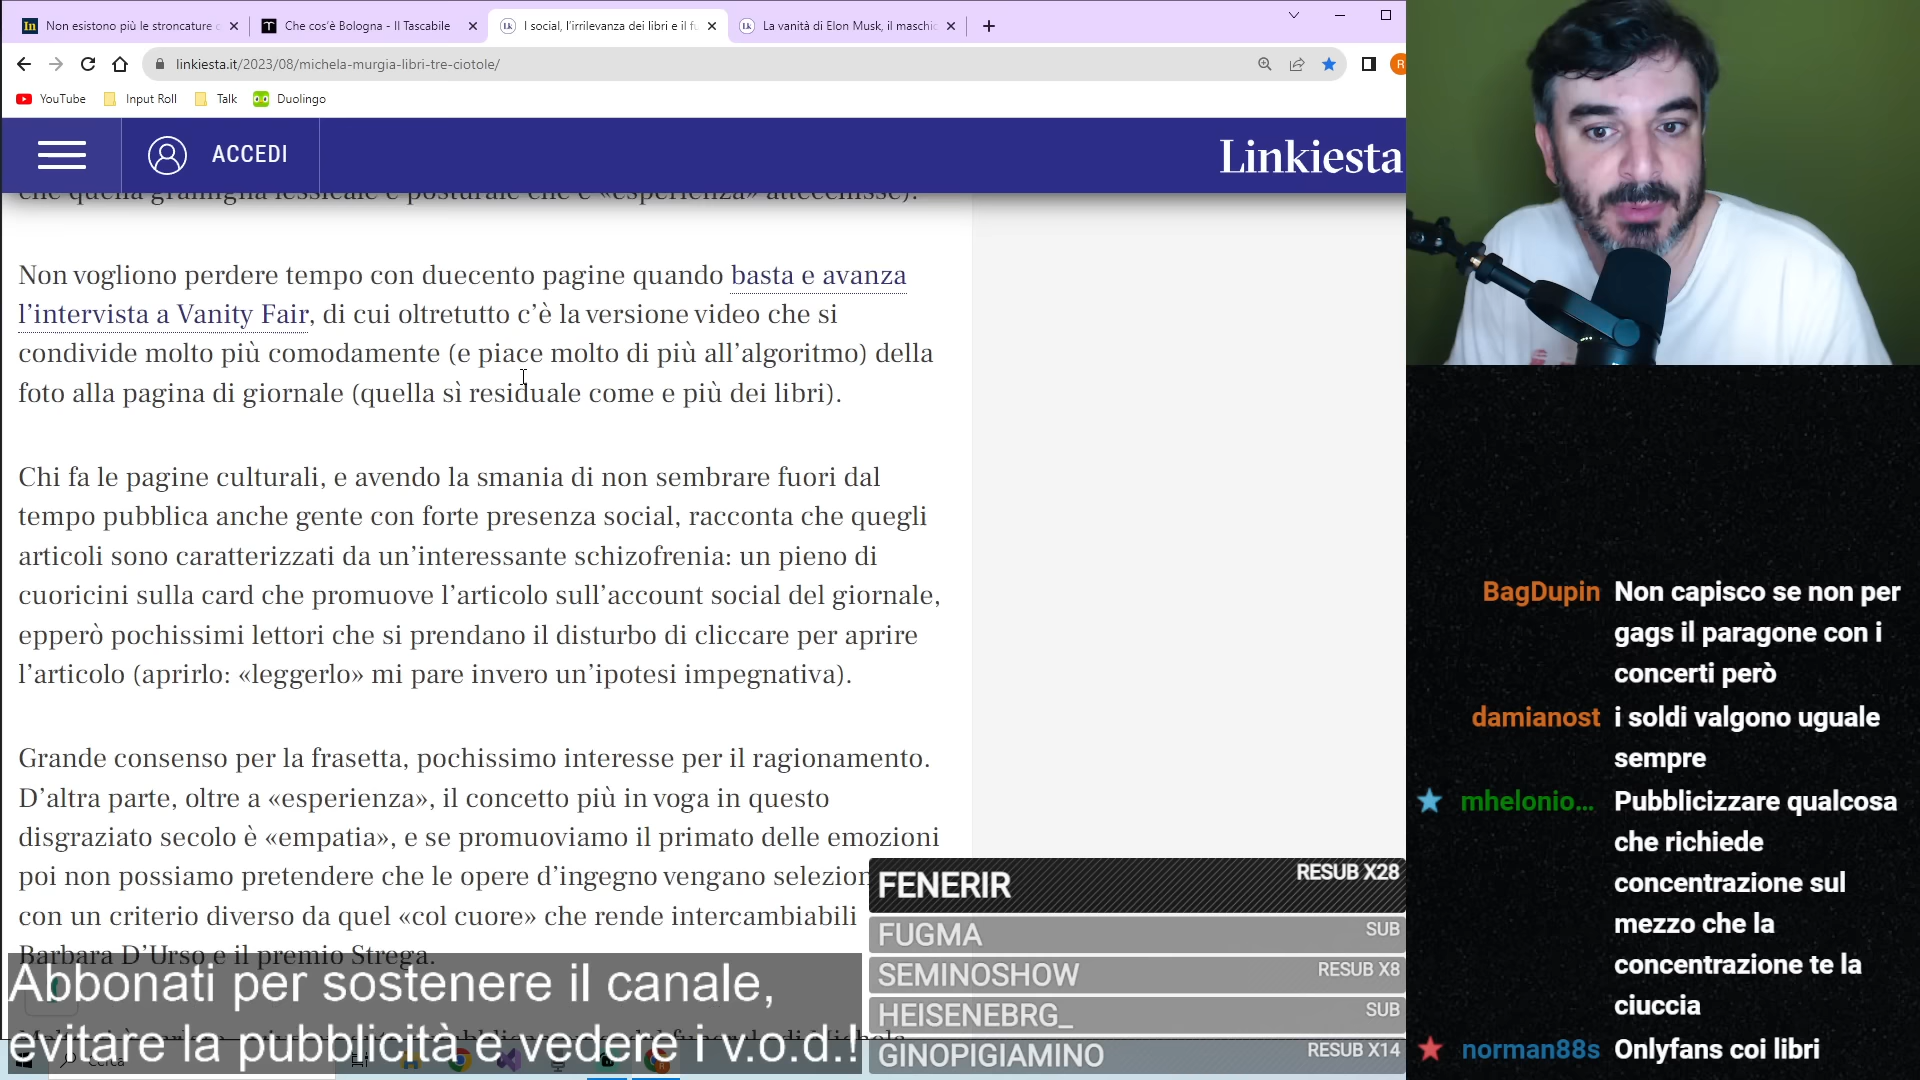 Non esistono più le stroncature
Che cos'è Bologna - Il Tascabile
I social, l'irrilevanza dei libri e il fu
La vanità di Elon Musk, il maschi
linkiesta.it/2023/08/michela-murgia-libri-tre-ciotole/
YouTube Input Roll Talk Duolingo
ACCEDI
Linkiesta
che quella gramigna lessicale e posturale che è «esperienza» attecchisse).
Non vogliono perdere tempo con duecento pagine quando basta e avanza
l'intervista a Vanity Fair, di cui oltretutto c'è la versione video che si
condivide molto più comodamente (e piace molto di più all'algoritmo) della
foto alla pagina di giornale (quella sì residuale come e più dei libri).
Chi fa le pagine culturali, e avendo la smania di non sembrare fuori dal
tempo pubblica anche gente con forte presenza social, racconta che quegli
articoli sono caratterizzati da un'interessante schizofrenia: un pieno di
cuoricini sulla card che promuove l'articolo sull'account social del giornale,
epperò pochissimi lettori che si prendano il disturbo di cliccare per aprire
l'articolo (aprirlo: «leggerlo» mi pare invero un'ipotesi impegnativa).
Grande consenso per la frasetta, pochissimo interesse per il ragionamento.
D'altra parte, oltre a «esperienza», il concetto più in voga in questo
disgraziato secolo è «empatia», e se promuoviamo il primato delle emozioni
poi non possiamo pretendere che le opere d'ingegno vengano selezion
con un criterio diverso da quel «col cuore» che rende intercambiabili
Barbara D'Urso e il premio Strega.
Abbonati per sostenere il canale,
evitare la pubblicità e vedere i v.o.d.!
Cerca
FENERIR RESUB X28
FUGMA SUB
SEMINOSHOW RESUB X8
HEISENEBRG_ SUB
GINOPIGIAMINO RESUB X14
BagDupin Non capisco se non per
gags il paragone con i
concerti però
damianost i soldi valgono uguale
sempre
mhelonio... Pubblicizzare qualcosa
che richiede
concentrazione sul
mezzo che la
concentrazione te la
ciuccia
norman88s Onlyfans coi libri